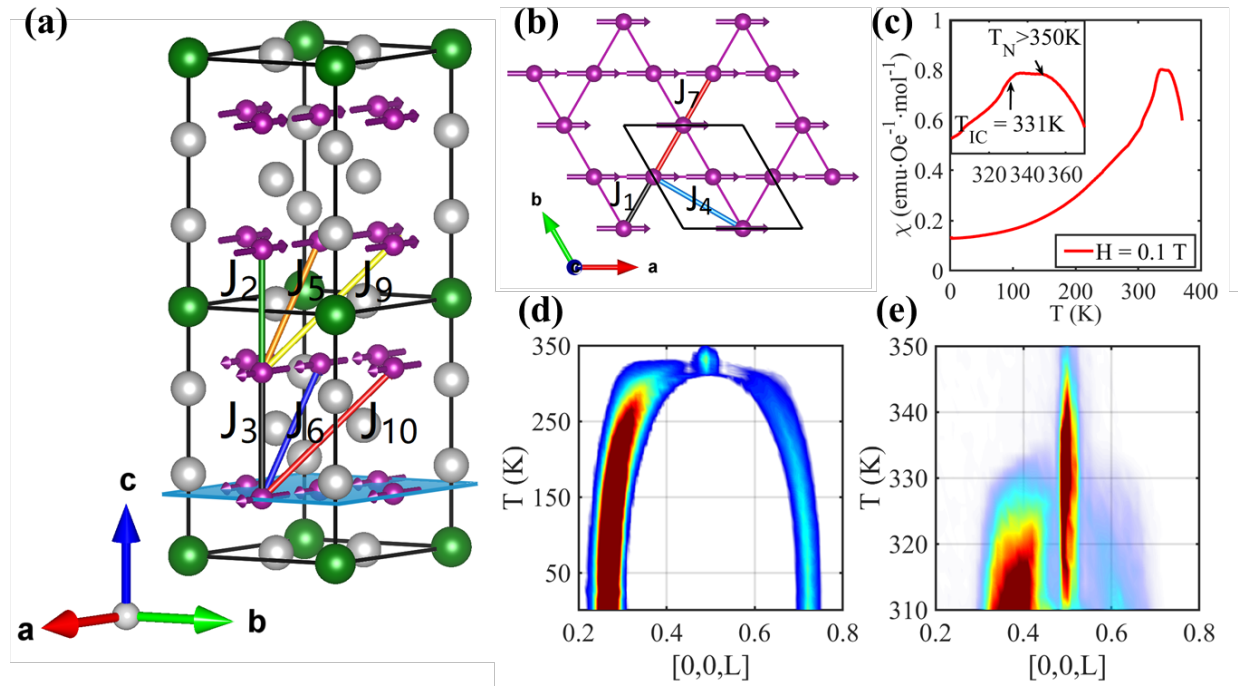 (a)
J₂ J₅ J₉
J₃ J₆ J₁₀
c
a b
(b)
J₇
J₁ J₄
b
a
(c)
χ (emu·Oe⁻¹·mol⁻¹)
1
0.8
0.6
0.4
0.2
0
T_N>350K
T_IC = 331K
320 340 360
H = 0.1 T
0 100 200 300 400
T (K)
(d)
T (K)
350
250
150
50
0.2 0.4 0.6 0.8
[0,0,L]
(e)
T (K)
350
340
330
320
310
0.2 0.4 0.6 0.8
[0,0,L]